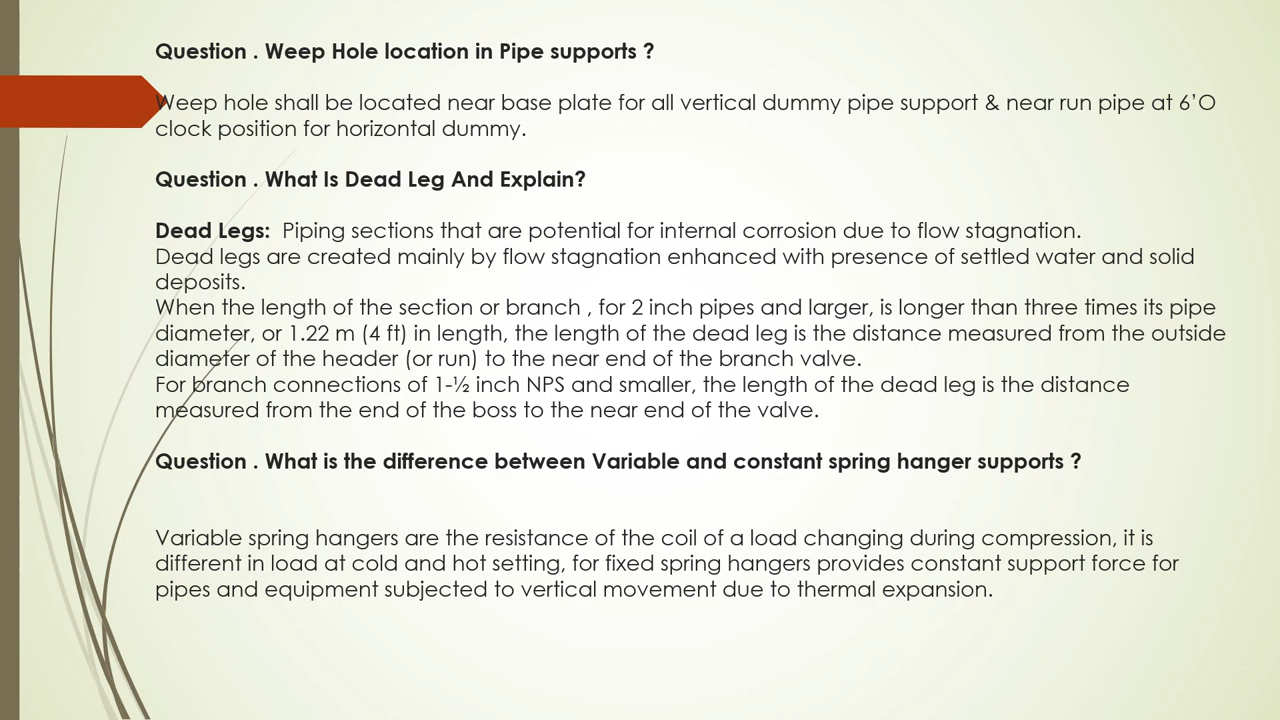 Question . Weep Hole location in Pipe supports ?
Weep hole shall be located near base plate for all vertical dummy pipe support & near run pipe at 6’O
clock position for horizontal dummy.
Question . What Is Dead Leg And Explain?
Dead Legs:  Piping sections that are potential for internal corrosion due to flow stagnation.
Dead legs are created mainly by flow stagnation enhanced with presence of settled water and solid
deposits.
When the length of the section or branch , for 2 inch pipes and larger, is longer than three times its pipe
diameter, or 1.22 m (4 ft) in length, the length of the dead leg is the distance measured from the outside
diameter of the header (or run) to the near end of the branch valve.
For branch connections of 1-½ inch NPS and smaller, the length of the dead leg is the distance
measured from the end of the boss to the near end of the valve.
Question . What is the difference between Variable and constant spring hanger supports ?
Variable spring hangers are the resistance of the coil of a load changing during compression, it is
different in load at cold and hot setting, for fixed spring hangers provides constant support force for
pipes and equipment subjected to vertical movement due to thermal expansion.